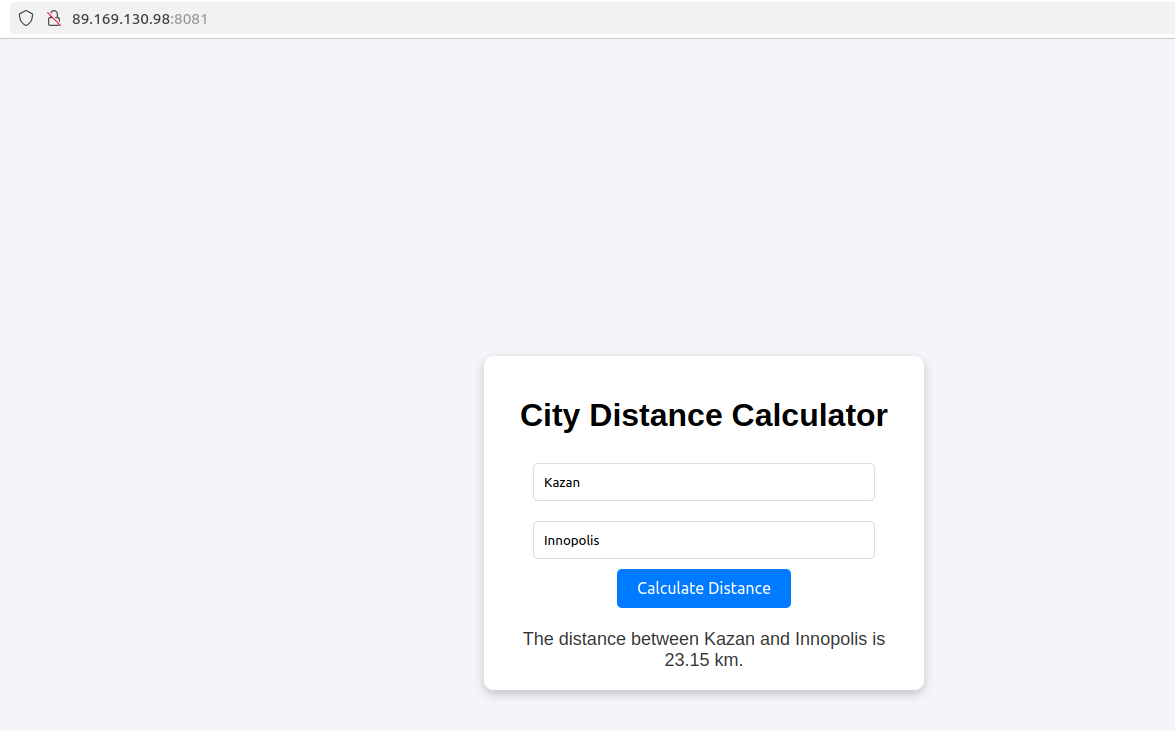 89.169.130.98:8081
City Distance Calculator
Kazan
Innopolis
Calculate Distance
The distance between Kazan and Innopolis is
23.15 km.